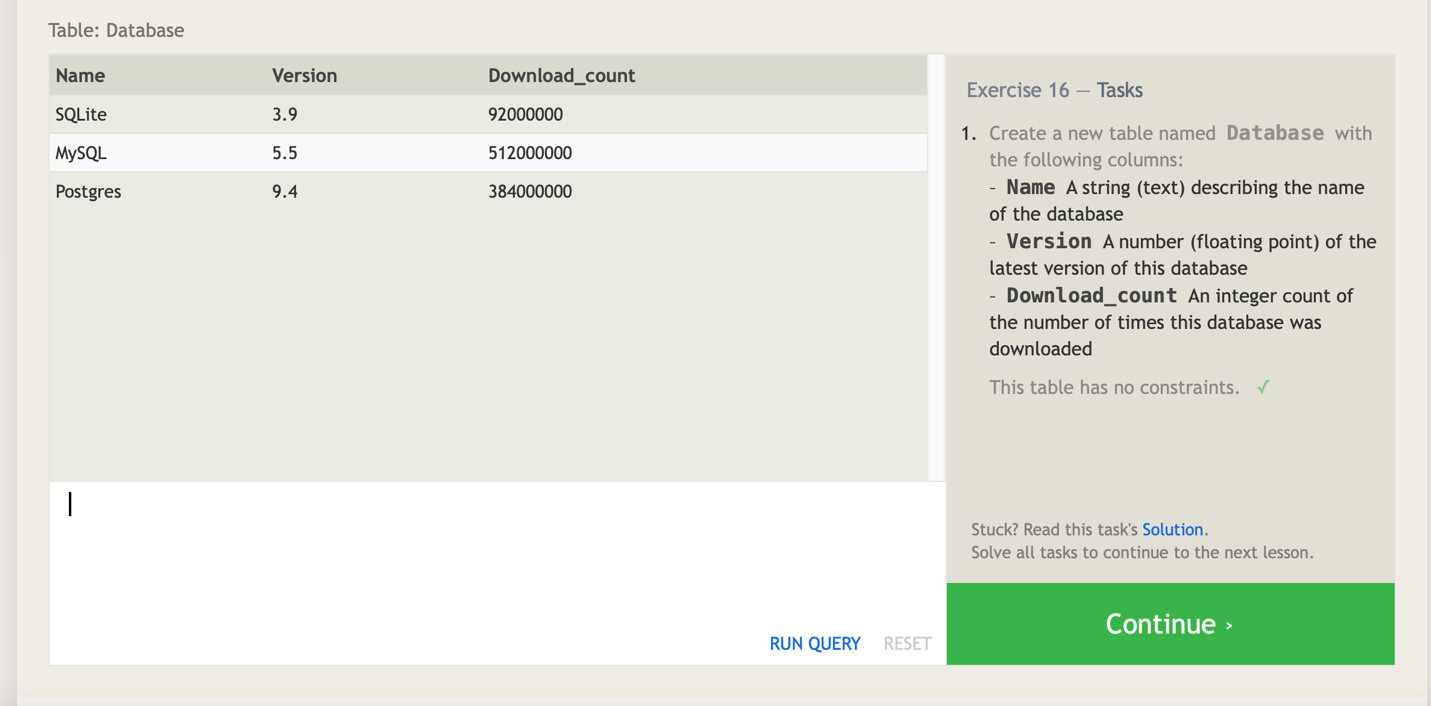 Table: Database
Name Version Download_count
SQLite 3.9 92000000
MySQL 5.5 512000000
Postgres 9.4 384000000
RUN QUERY RESET
Exercise 16 — Tasks
1. Create a new table named Database with
the following columns:
– Name A string (text) describing the name
of the database
– Version A number (floating point) of the
latest version of this database
– Download_count An integer count of
the number of times this database was
downloaded
This table has no constraints. ✓
Stuck? Read this task's Solution.
Solve all tasks to continue to the next lesson.
Continue ›